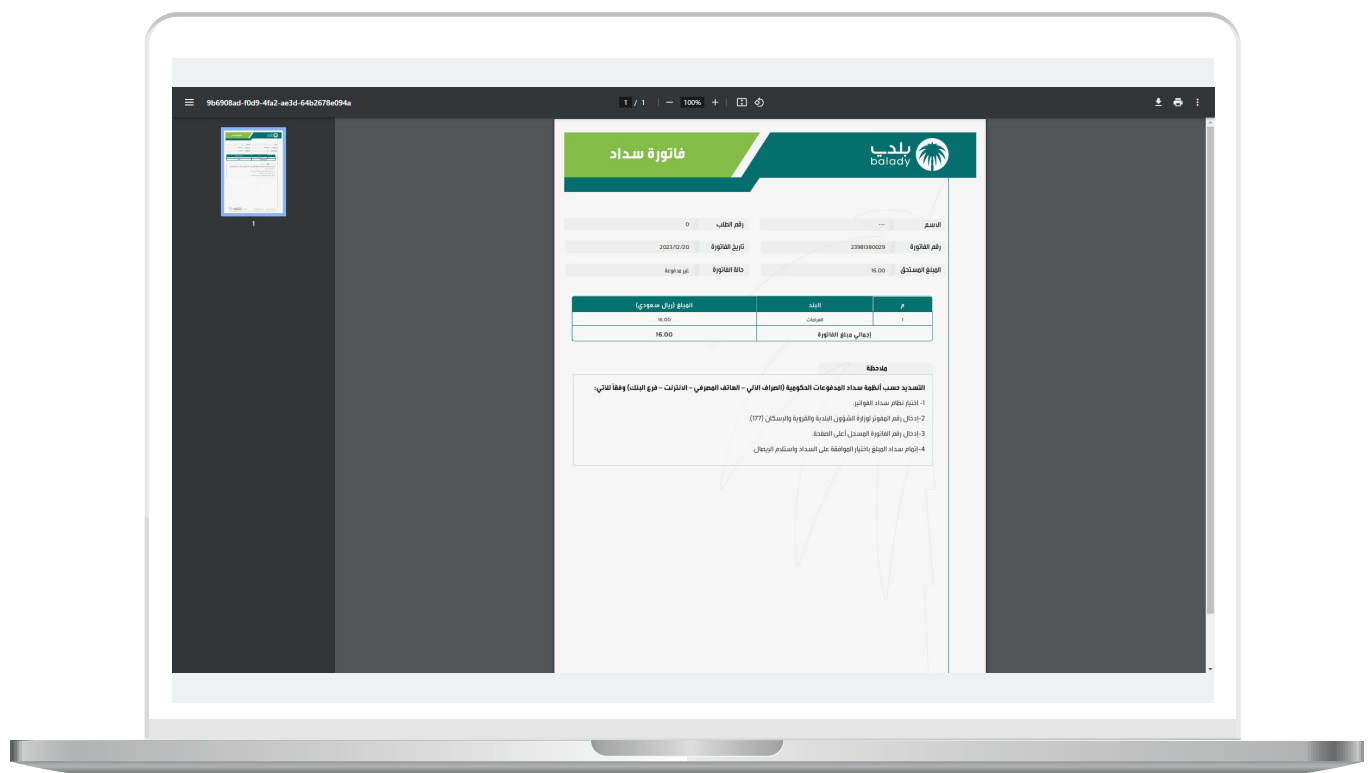 9b6908ad-f0d9-4fa2-ae3d-64b2678e094a
1 / 1
100%
1
بلدي
balady
فاتورة سداد
الاسم --- رقم الطلب 0
رقم الفاتورة 23981380029 تاريخ الفاتورة 2023/12/20
المبلغ المستحق 16.00 حالة الفاتورة غير مدفوعة
م البند المبلغ (ريال سعودي)
1 الغرامات 16.00
إجمالي مبلغ الفاتورة 16.00
ملاحظة
التسديد حسب أنظمة سداد المدفوعات الحكومية (الصراف الآلي – الهاتف المصرفي – الانترنت – فرع البنك) وفقاً للآتي:
1- اختيار نظام سداد الفواتير.
2-إدخال رقم المفوتر لوزارة الشؤون البلدية والقروية والإسكان (177).
3-إدخال رقم الفاتورة المسجل أعلى الصفحة.
4-إتمام سداد المبلغ باختيار الموافقة على السداد واستلام الإيصال.